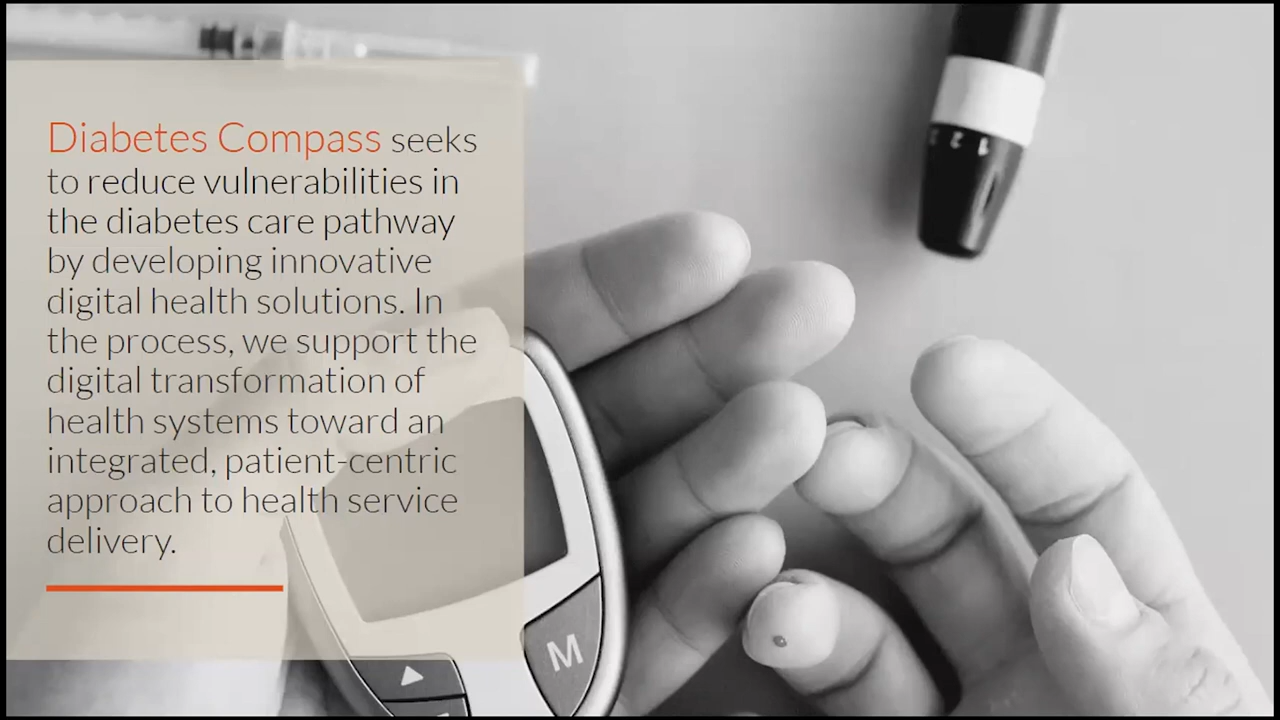 Diabetes Compass seeks
to reduce vulnerabilities in
the diabetes care pathway
by developing innovative
digital health solutions. In
the process, we support the
digital transformation of
health systems toward an
integrated, patient-centric
approach to health service
delivery.
M